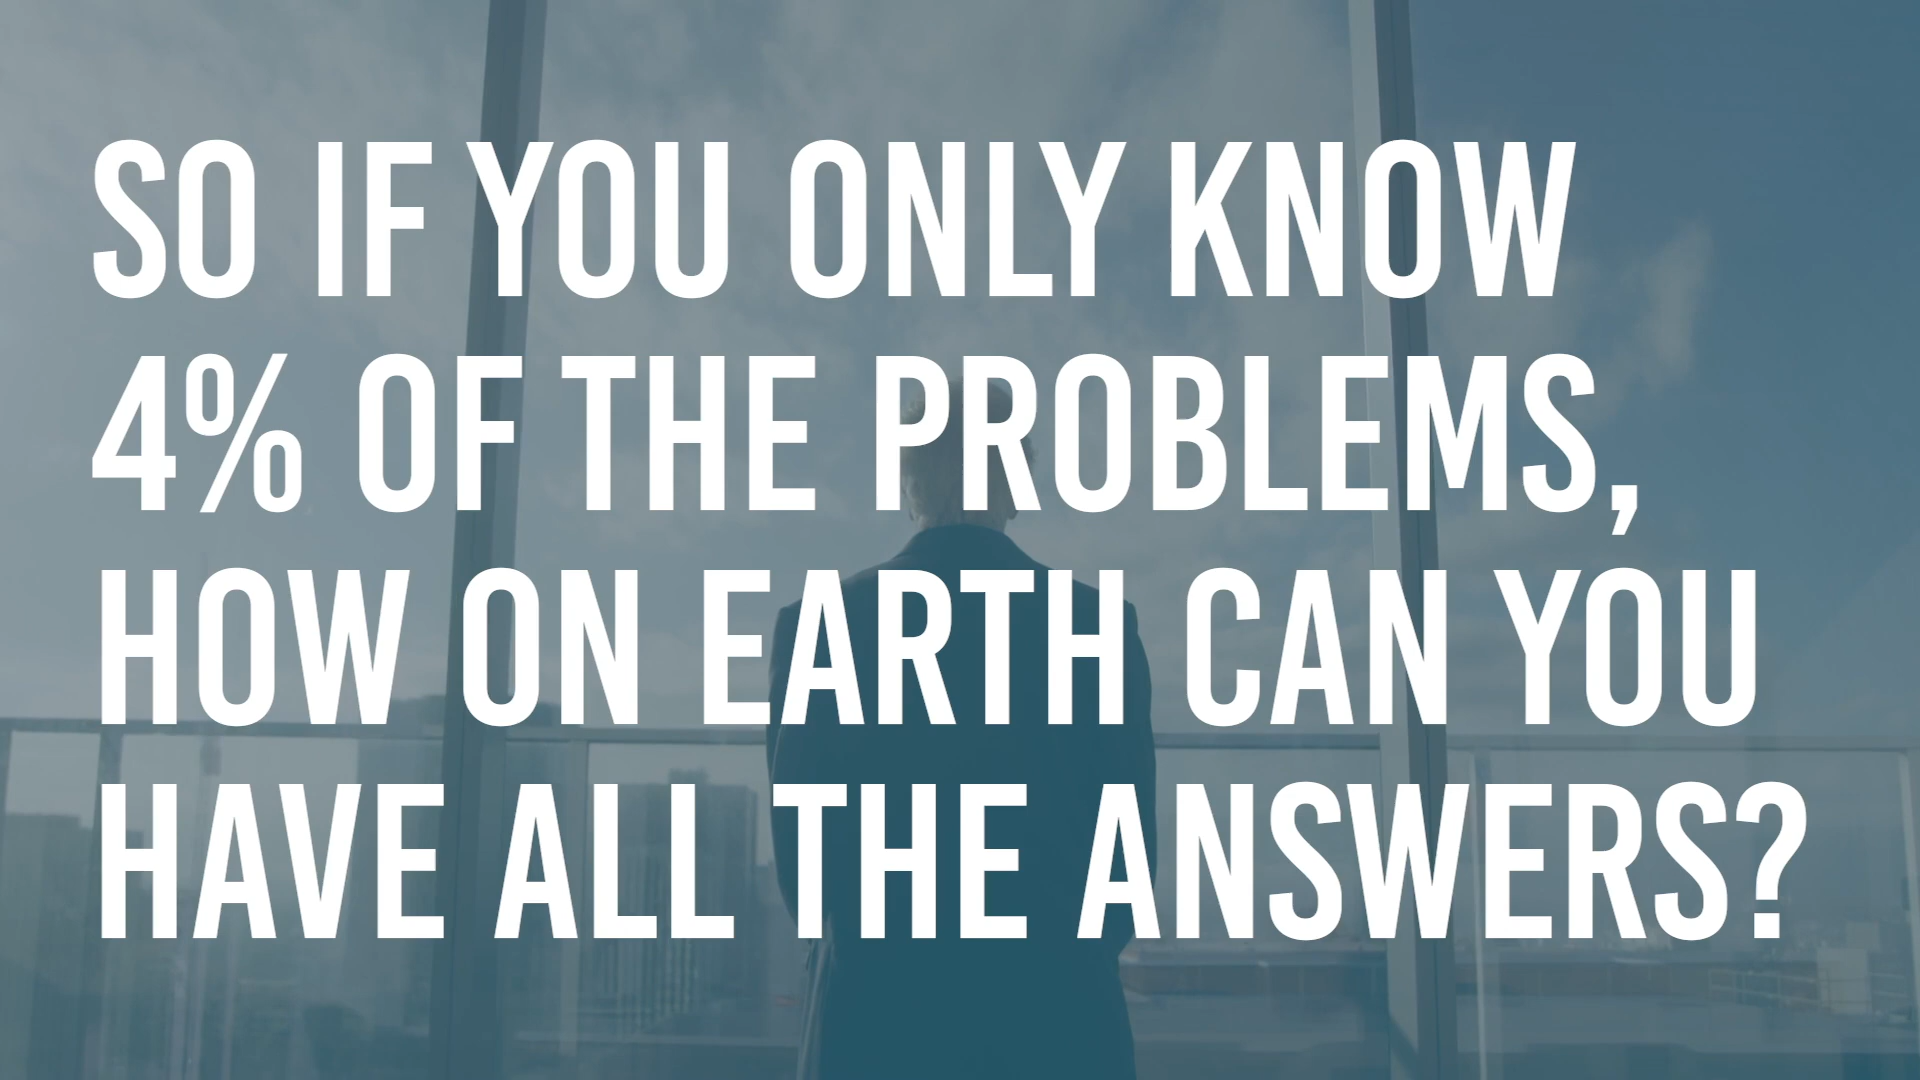 SO IF YOU ONLY KNOW
4% OF THE PROBLEMS,
HOW ON EARTH CAN YOU
HAVE ALL THE ANSWERS?